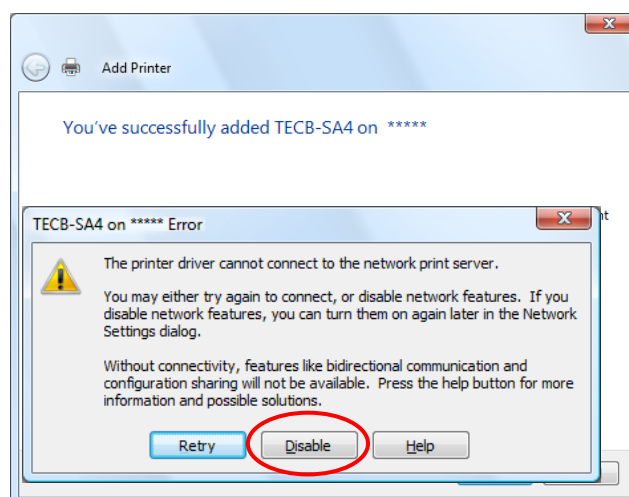 Add Printer
You've successfully added TECB-SA4 on *****
TECB-SA4 on ***** Error
The printer driver cannot connect to the network print server.
You may either try again to connect, or disable network features. If you
disable network features, you can turn them on again later in the Network
Settings dialog.
Without connectivity, features like bidirectional communication and
configuration sharing will not be available. Press the help button for more
information and possible solutions.
Retry Disable Help